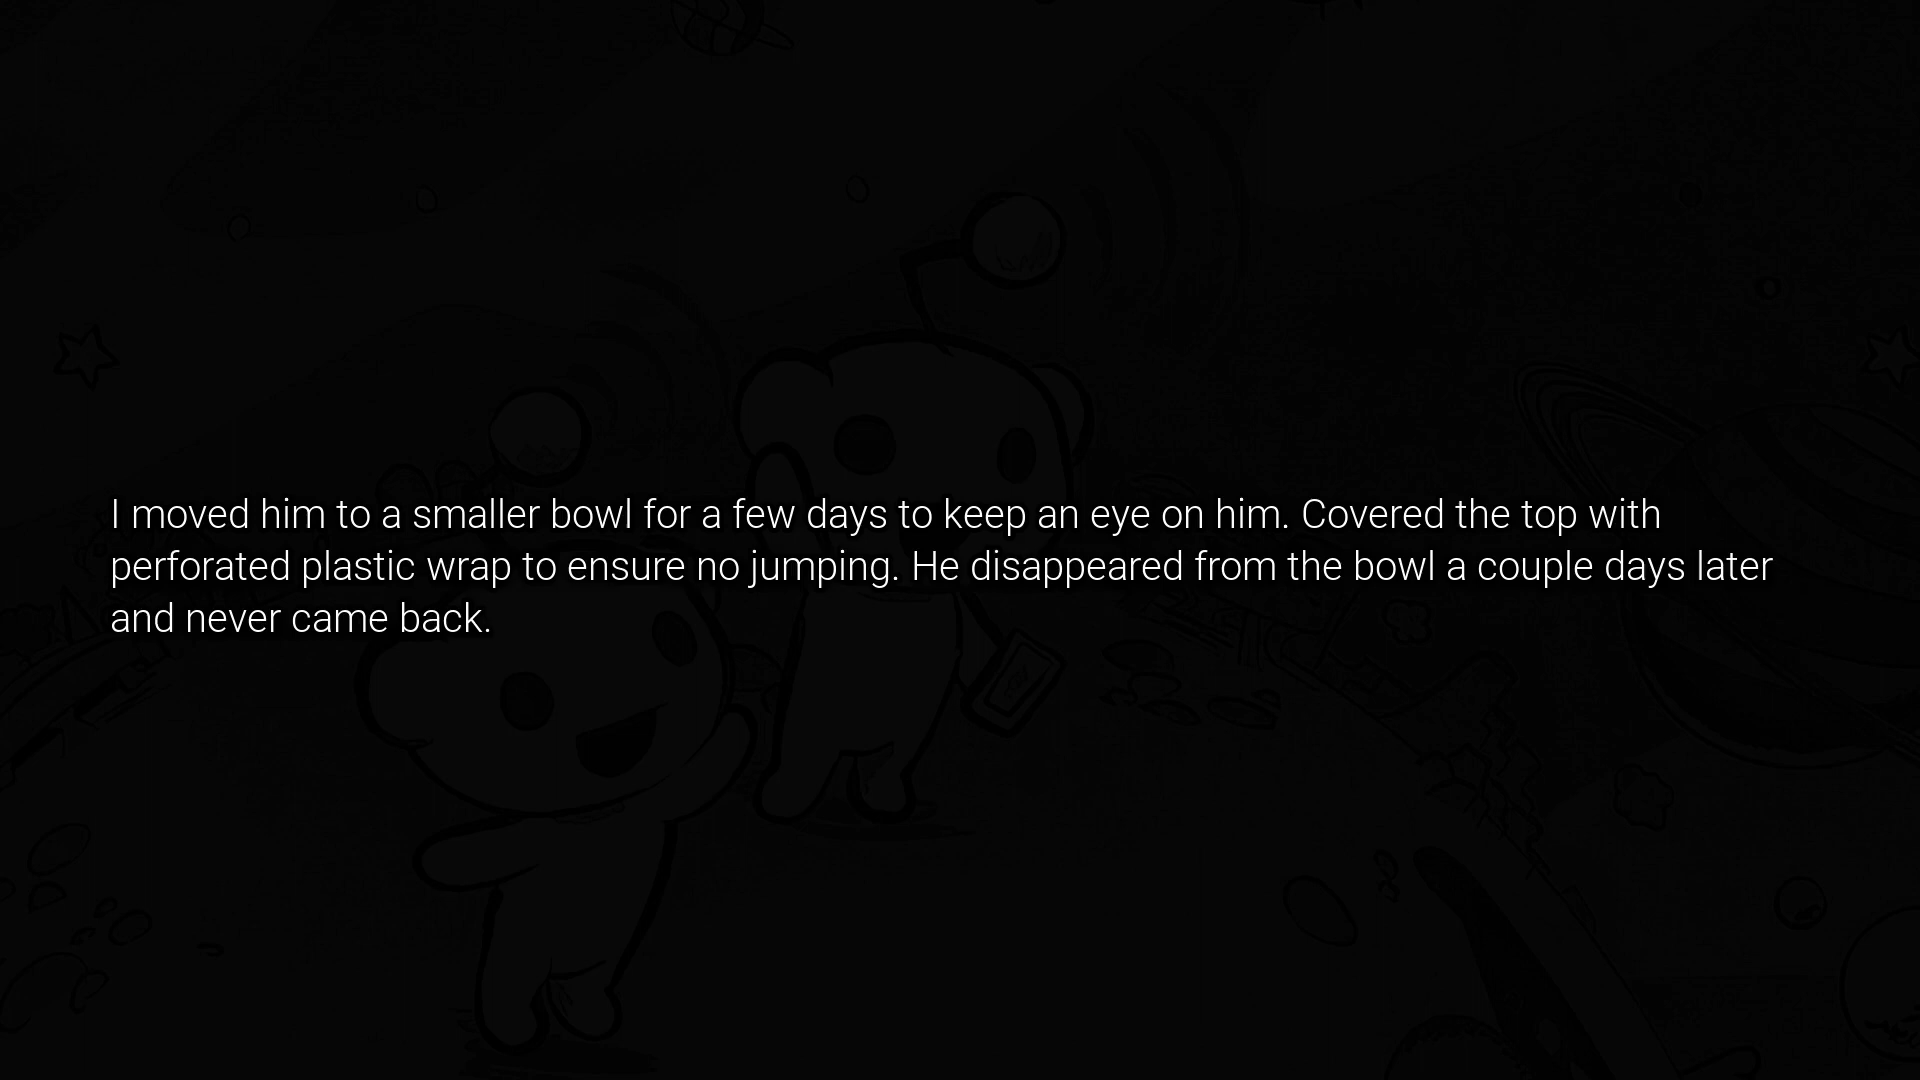 I moved him to a smaller bowl for a few days to keep an eye on him. Covered the top with
perforated plastic wrap to ensure no jumping. He disappeared from the bowl a couple days later
and never came back.